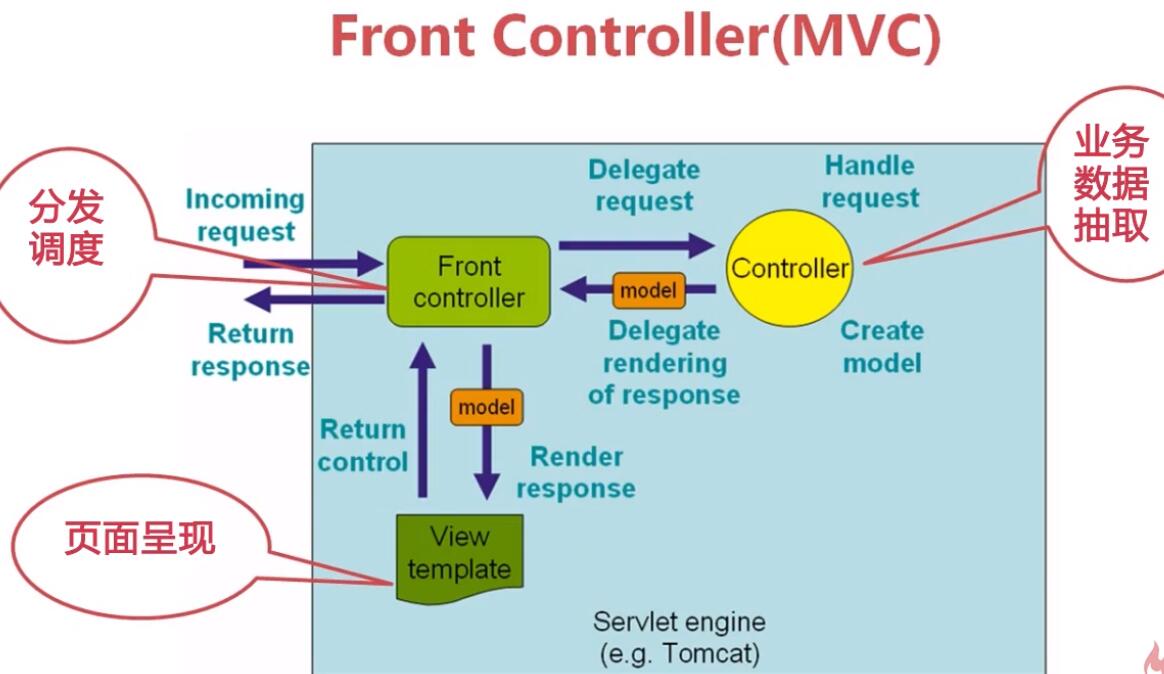 Front Controller(MVC)
业务
数据
抽取
分发
调度
Incoming
request
Delegate
request
Handle
request
Front
controller
Controller
model
Return
response
Delegate
rendering
of response
Create
model
model
Return
control
Render
response
页面呈现
View
template
Servlet engine
(e.g. Tomcat)